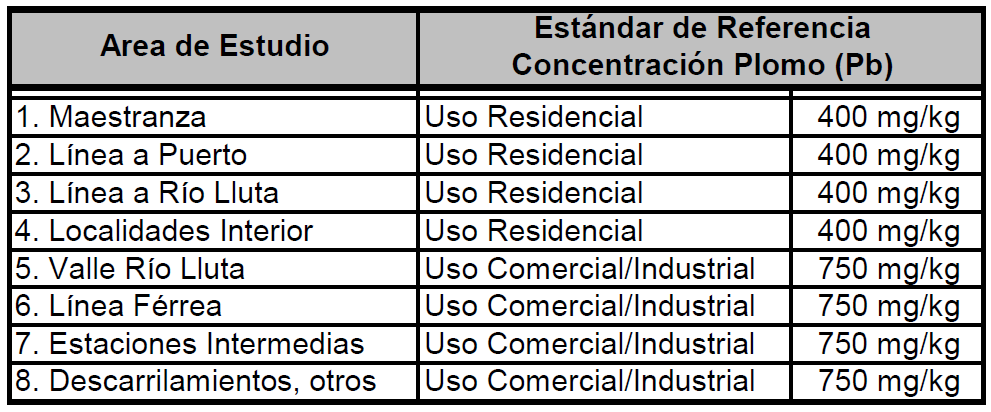 Area de Estudio
Estándar de Referencia
Concentración Plomo (Pb)
1. Maestranza Uso Residencial 400 mg/kg
2. Línea a Puerto Uso Residencial 400 mg/kg
3. Línea a Río Lluta Uso Residencial 400 mg/kg
4. Localidades Interior Uso Residencial 400 mg/kg
5. Valle Río Lluta Uso Comercial/Industrial 750 mg/kg
6. Línea Férrea Uso Comercial/Industrial 750 mg/kg
7. Estaciones Intermedias Uso Comercial/Industrial 750 mg/kg
8. Descarrilamientos, otros Uso Comercial/Industrial 750 mg/kg